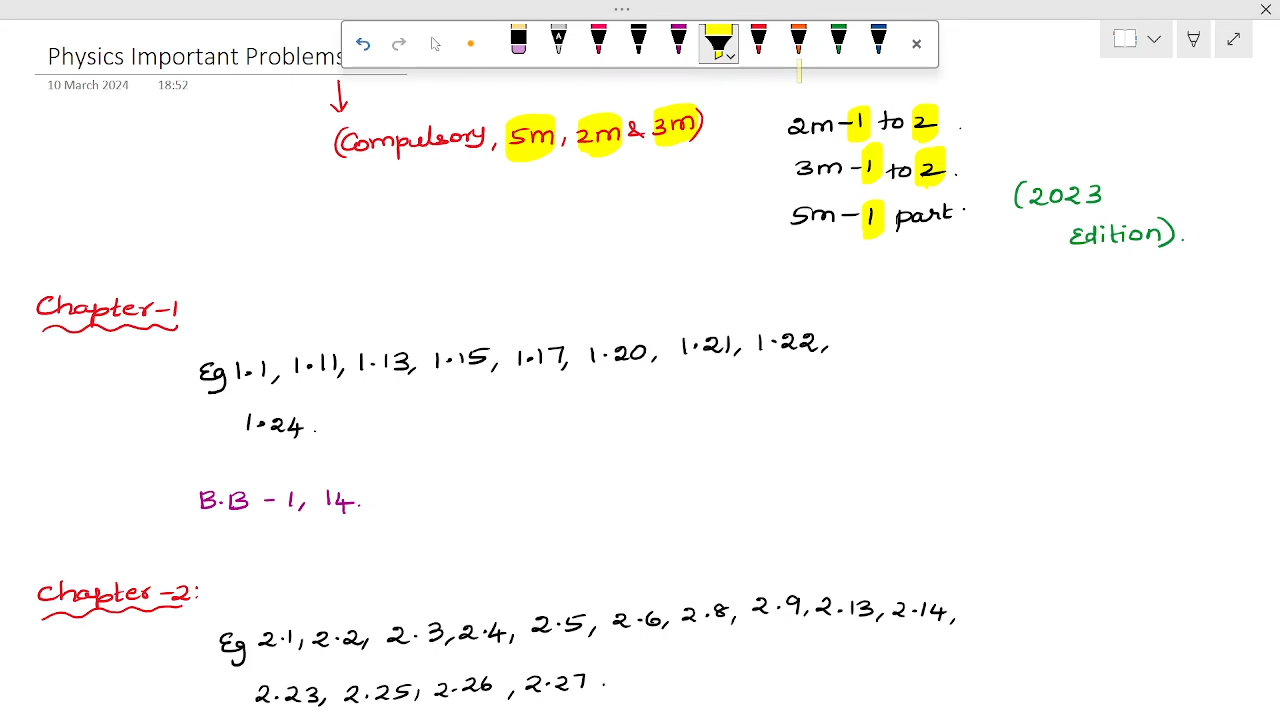 Physics Important Problems
10 March 2024 18:52
(Compulsory, 5m, 2m & 3m)
2m-1 to 2.
3m-1 to 2.
5m-1 part.
(2023
Edition).
Chapter-1
Eg 1.1, 1.11, 1.13, 1.15, 1.17, 1.20, 1.21, 1.22,
1.24.
B.B - 1, 14.
Chapter-2:
Eg 2.1, 2.2, 2.3, 2.4, 2.5, 2.6, 2.8, 2.9, 2.13, 2.14,
2.23, 2.25, 2.26, 2.27.